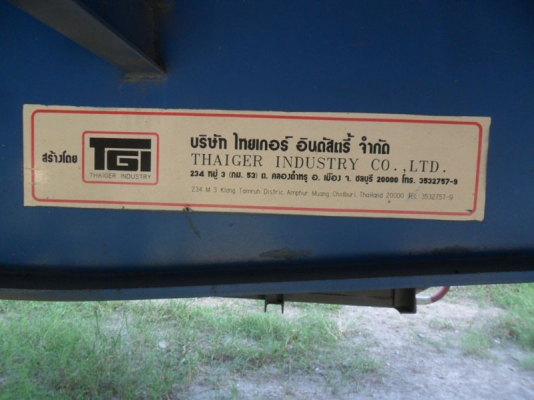 สร้างโดย
TGI
THAIGER INDUSTRY
บริษัท ไทยเกอร์ อินดัสตรี้ จำกัด
THAIGER INDUSTRY CO.,LTD.
234 หมู่ 3 (กม. 53) ต. คลองตำหรุ อ. เมือง จ. ชลบุรี 20000 โทร. 3532757-9
234 M.3 Klong Tamruh Distric, Amphur Muang, Cholburi, Thailand 20000 TEL. 3532757-9